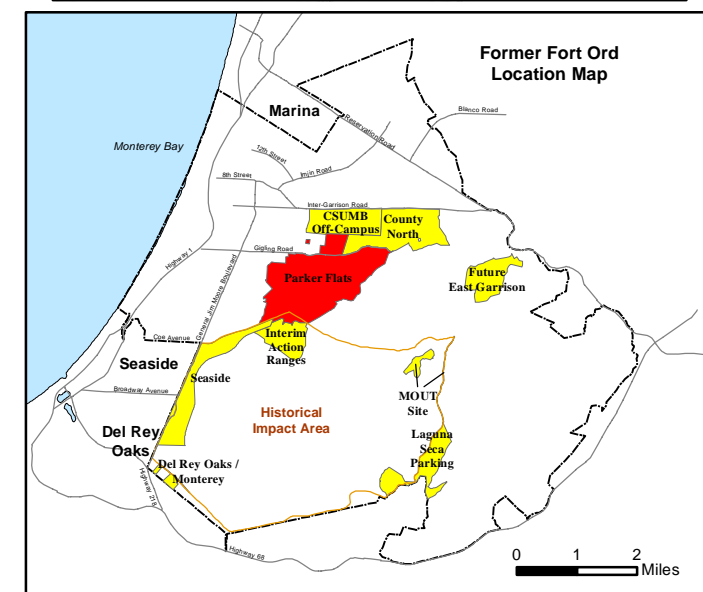 Former Fort Ord
Location Map
Marina
Blanco Road
Reservation Road
Monterey Bay
12th Street
Imjin Road
8th Street
Inter-Garrison Road
CSUMB
Off-Campus
County
North
Gigling Road
Highway 1
General Jim Moore Boulevard
Parker Flats
Future
East Garrison
Coe Avenue
Interim
Action
Ranges
Seaside
Seaside
Broadway Avenue
MOUT
Site
Historical
Impact Area
Del Rey
Oaks
Laguna
Seca
Parking
Del Rey Oaks /
Monterey
Highway 218
Highway 68
0 1 2
Miles